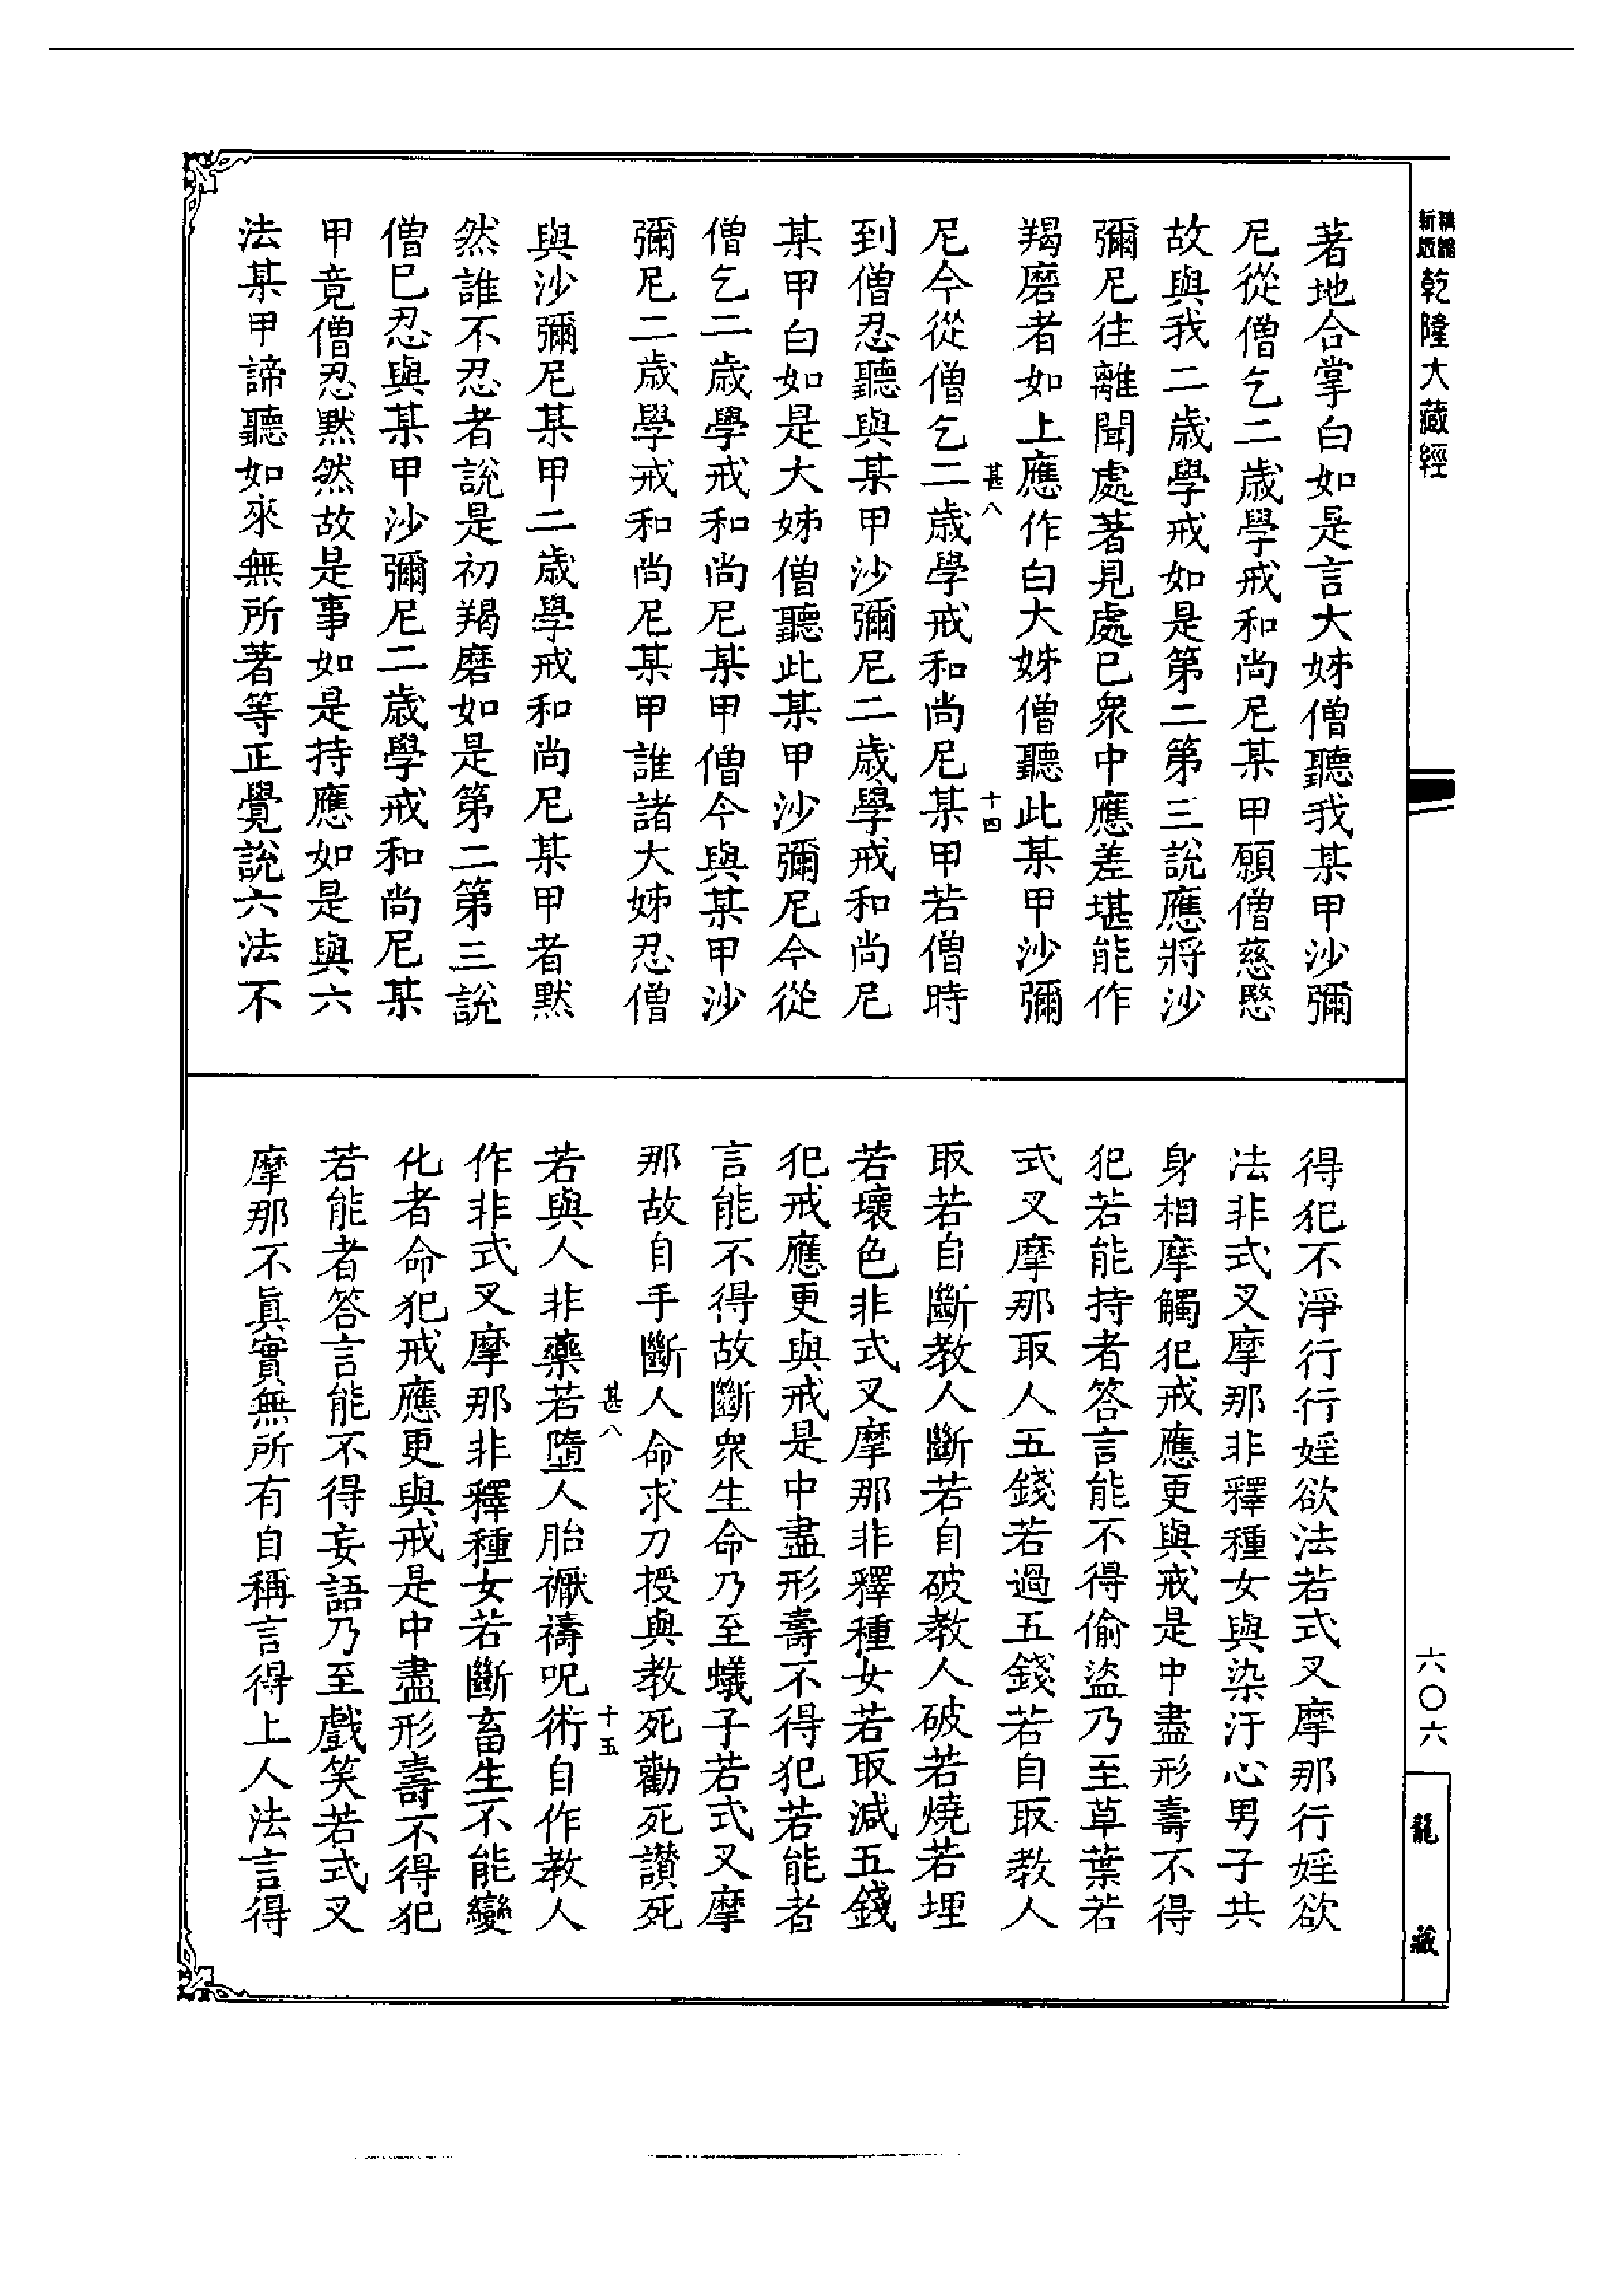 新版
精縮
乾隆大藏經
著地合掌白如是言大姊僧聽我某甲沙彌
尼從僧乞二歲學戒和尚尼某甲願僧慈愍
故與我二歲學戒如是第二第三說應將沙
彌尼往離聞處著見處已衆中應差堪能作
羯磨者如上應作白大姊僧聽此某甲沙彌
甚八
十四
尼今從僧乞二歲學戒和尚尼某甲若僧時
到僧忍聽與某甲沙彌尼二歲學戒和尚尼
某甲白如是大姊僧聽此某甲沙彌尼今從
僧乞二歲學戒和尚尼某甲僧今與某甲沙
彌尼二歲學戒和尚尼某甲誰諸大姊忍僧
與沙彌尼某甲二歲學戒和尚尼某甲者默
然誰不忍者說是初羯磨如是第二第三說
僧巳忍與某甲沙彌尼二歲學戒和尚尼某
甲竟僧忍默然故是事如是持應如是與六
法某甲諦聽如來無所著等正覺說六法不
得犯不淨行行婬欲法若式叉摩那行婬欲
法非式叉摩那非釋種女與染汙心男子共
身相摩觸犯戒應更與戒是中盡形壽不得
犯若能持者答言能不得偷盜乃至草葉若
式叉摩那取人五錢若過五錢若自取教人
取若自斷教人斷若自破教人破若燒若埋
若壞色非式叉摩那非釋種女若取減五錢
犯戒應更與戒是中盡形壽不得犯若能者
言能不得故斷衆生命乃至蟻子若式叉摩
那故自手斷人命求刀授與教死勸死讃死
甚八
十五
若與人非藥若墮人胎禨禱呪術自作教人
作非式叉摩那非釋種女若斷畜生不能變
化者命犯戒應更與戒是中盡形壽不得犯
若能者答言能不得妄語乃至戲笑若式叉
摩那不眞實無所有自稱言得上人法言得
六〇六
龍藏